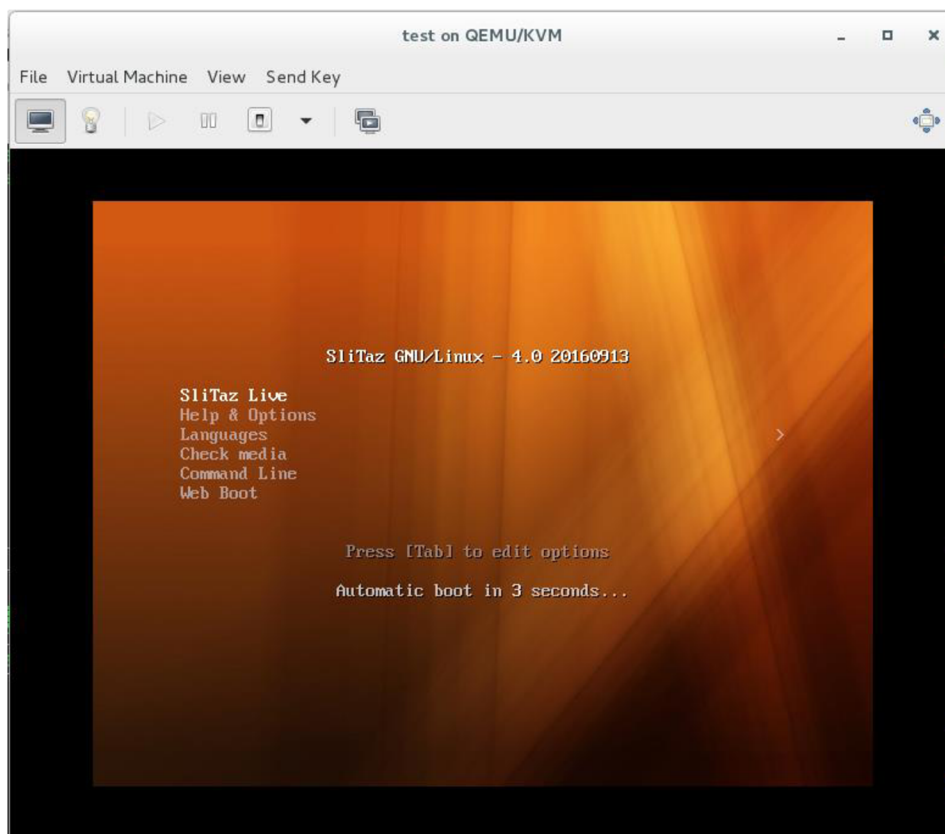 test on QEMU/KVM
File Virtual Machine View Send Key
SliTaz GNU/Linux - 4.0 20160913
SliTaz Live
Help & Options
Languages
>
Check media
Command Line
Web Boot
Press [Tab] to edit options
Automatic boot in 3 seconds...